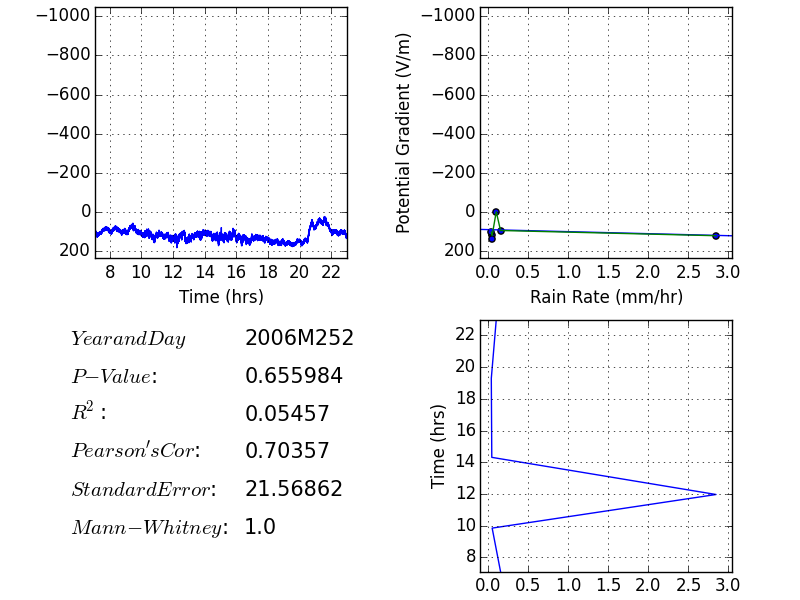 −1000
−800
−600
−400
−200
0
200
8 10 12 14 16 18 20 22
Time (hrs)
Potential Gradient (V/m)
−1000
−800
−600
−400
−200
0
200
0.0 0.5 1.0 1.5 2.0 2.5 3.0
Rain Rate (mm/hr)
YearandDay 2006M252
P−Value: 0.655984
R²: 0.05457
Pearson′sCor: 0.70357
StandardError: 21.56862
Mann−Whitney: 1.0
Time (hrs)
22
20
18
16
14
12
10
8
0.0 0.5 1.0 1.5 2.0 2.5 3.0